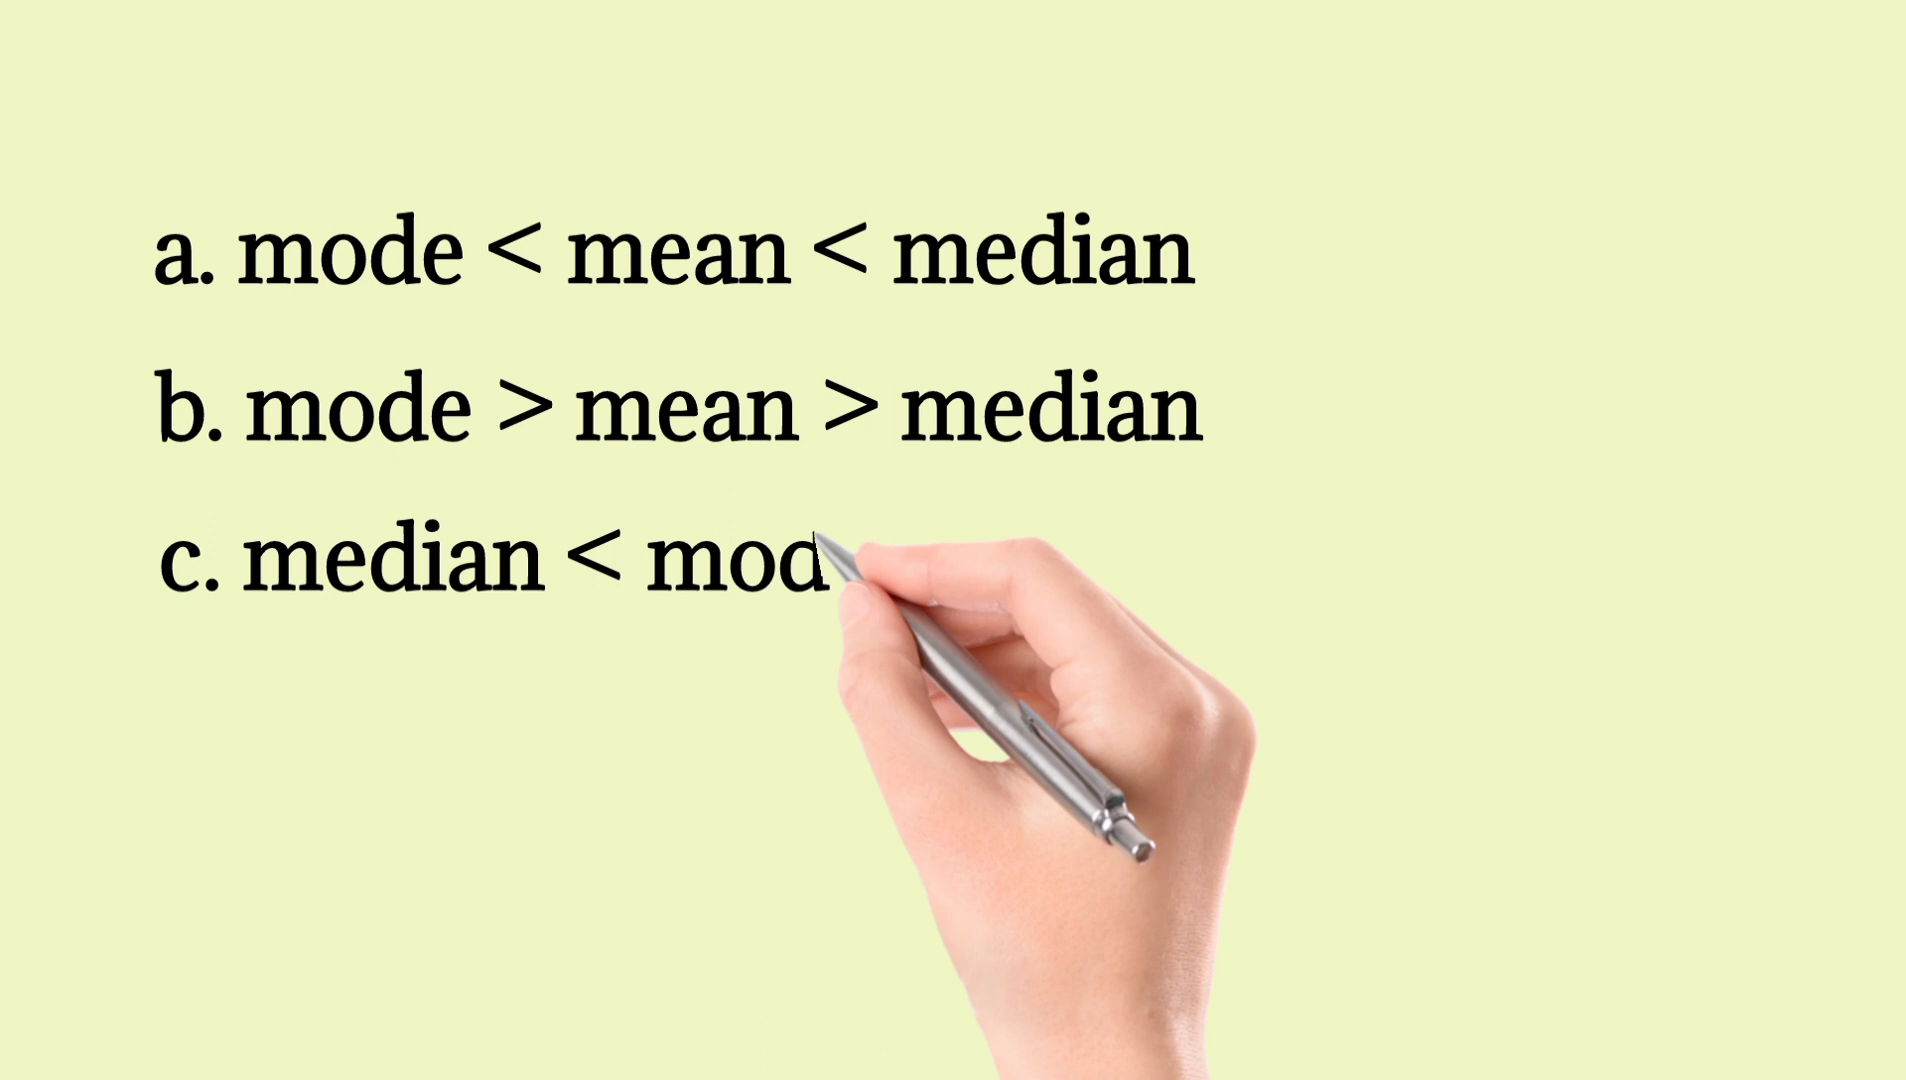 a. mode < mean < median
b. mode > mean > median
c. median < mod